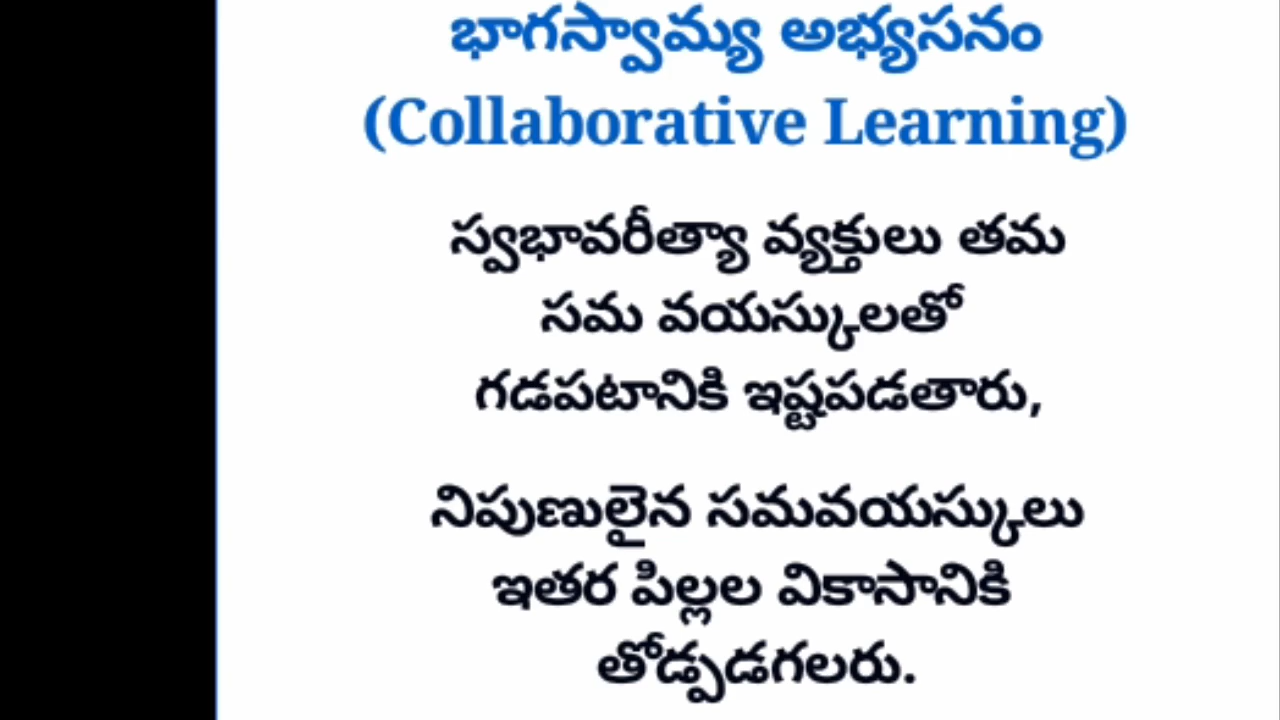 భాగస్వామ్య అభ్యసనం
(Collaborative Learning)
స్వభావరీత్యా వ్యక్తులు తమ
సమ వయస్కులతో
గడపటానికి ఇష్టపడతారు,
నిపుణులైన సమవయస్కులు
ఇతర పిల్లల వికాసానికి
తోడ్పడగలరు.